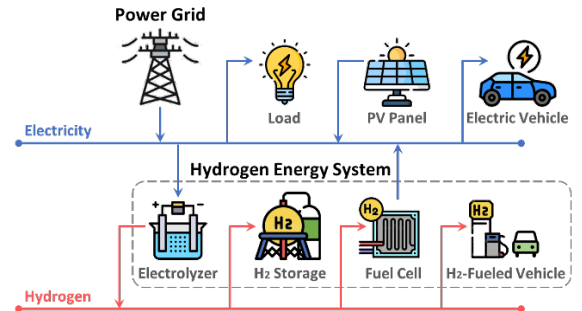 Power Grid
Load
PV Panel
Electric Vehicle
Electricity
Hydrogen Energy System
+ −
H2
H₂
H2
Electrolyzer
H₂ Storage
Fuel Cell
H₂-Fueled Vehicle
Hydrogen